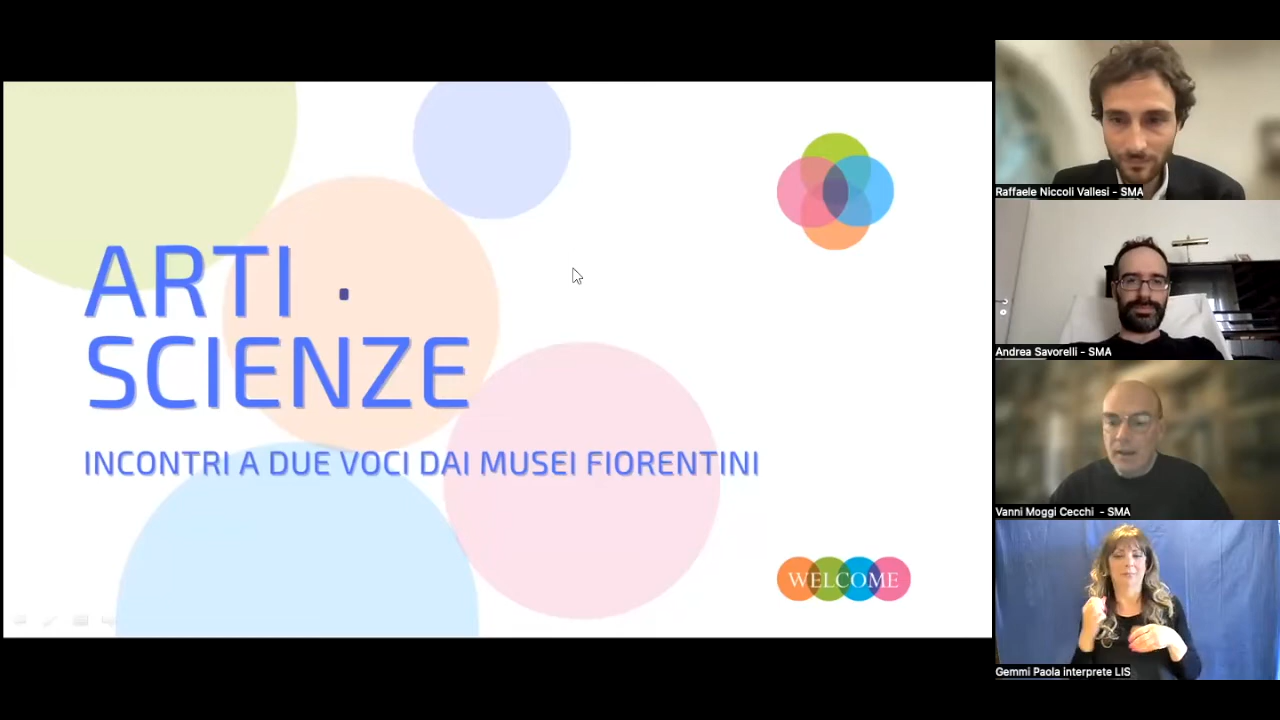 ARTI
SCIENZE
INCONTRI A DUE VOCI DAI MUSEI FIORENTINI
WELCOME
Raffaele Niccoli Vallesi - SMA
Andrea Savorelli - SMA
Vanni Moggi Cecchi - SMA
Gemmi Paola interprete LIS